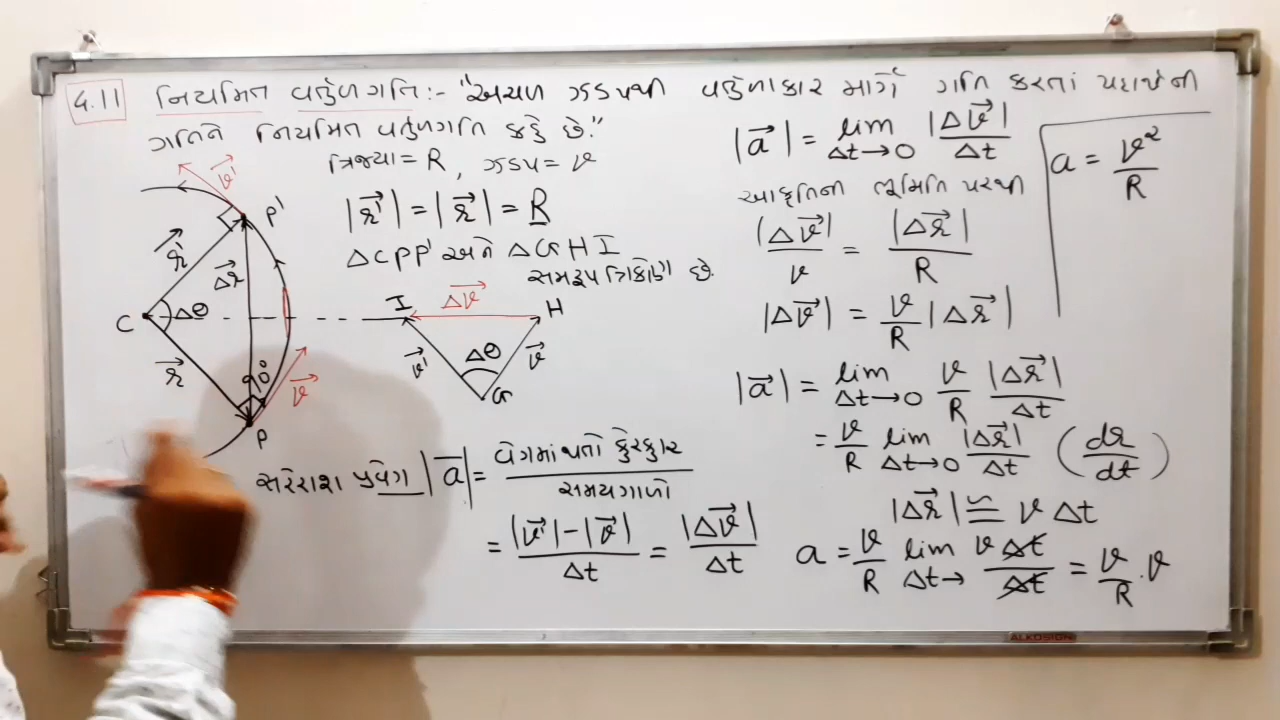 4.11 નિયમિત વર્તુળગતિ :- "અચળ ઝડપથી વર્તુળાકાર માર્ગે ગતિ કરતાં પદાર્થની
ગતિને નિયમિત વર્તુળગતિ કહે છે."
ત્રિજ્યા = R, ઝડપ = v
|r⃗'| = |r⃗| = R
ΔCPP' અને ΔGHI
સમરૂપ ત્રિકોણો છે.
v⃗'
P'
r⃗'
Δr⃗
C
Δθ
r⃗
90°
v⃗
P
I
Δv⃗
H
v⃗'
Δθ
v⃗
G
સરેરાશ પ્રવેગ |a⃗| = વેગમાં થતો ફેરફાર / સમયગાળો
= |v⃗'| - |v⃗| / Δt = |Δv⃗| / Δt
|a⃗| = lim Δt→0 |Δv⃗| / Δt
આકૃતિની ભૂમિતિ પરથી
|Δv⃗| / v = |Δr⃗| / R
|Δv⃗| = v/R |Δr⃗|
|a⃗| = lim Δt→0 v/R |Δr⃗| / Δt
= v/R lim Δt→0 |Δr⃗| / Δt (dr/dt)
|Δr⃗| ≌ v Δt
a = v/R lim Δt→ v Δt / Δt = v/R . v
a = v² / R
ALKOSIGN